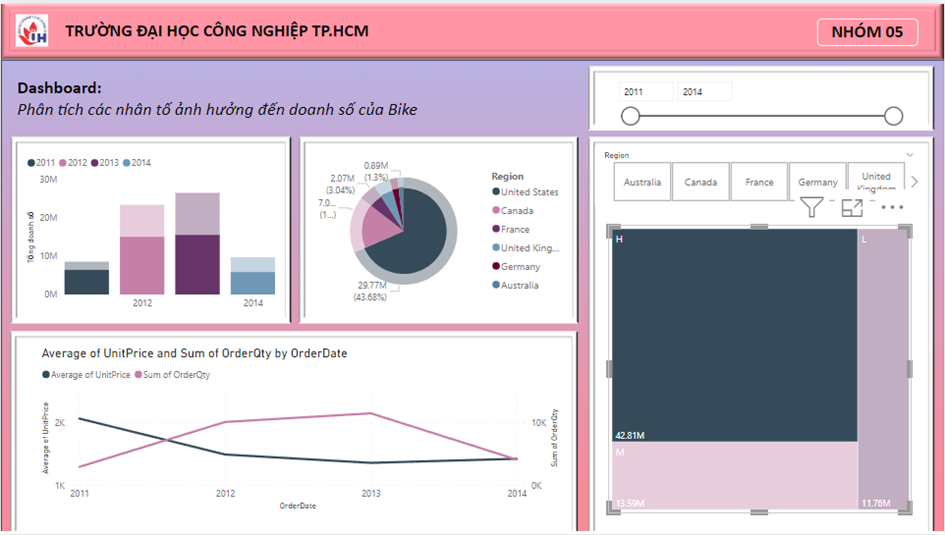 TRƯỜNG ĐẠI HỌC CÔNG NGHIỆP TP.HCM
NHÓM 05
Dashboard:
Phân tích các nhân tố ảnh hưởng đến doanh số của Bike
2011 2014
2011 2012 2013 2014
30M
20M
10M
0M
Tổng doanh số
2012 2014
0.89M
(1.3%)
2.07M
(3.04%)
7.0...
(1...)
29.77M
(43.68%)
Region
United States
Canada
France
United King...
Germany
Australia
Region
Australia Canada France Germany United Kingdom
H
L
42.81M
M
13.59M
11.76M
Average of UnitPrice and Sum of OrderQty by OrderDate
Average of UnitPrice Sum of OrderQty
Average of UnitPrice
2K
1K
10K
0K
Sum of OrderQty
2011 2012 2013 2014
OrderDate